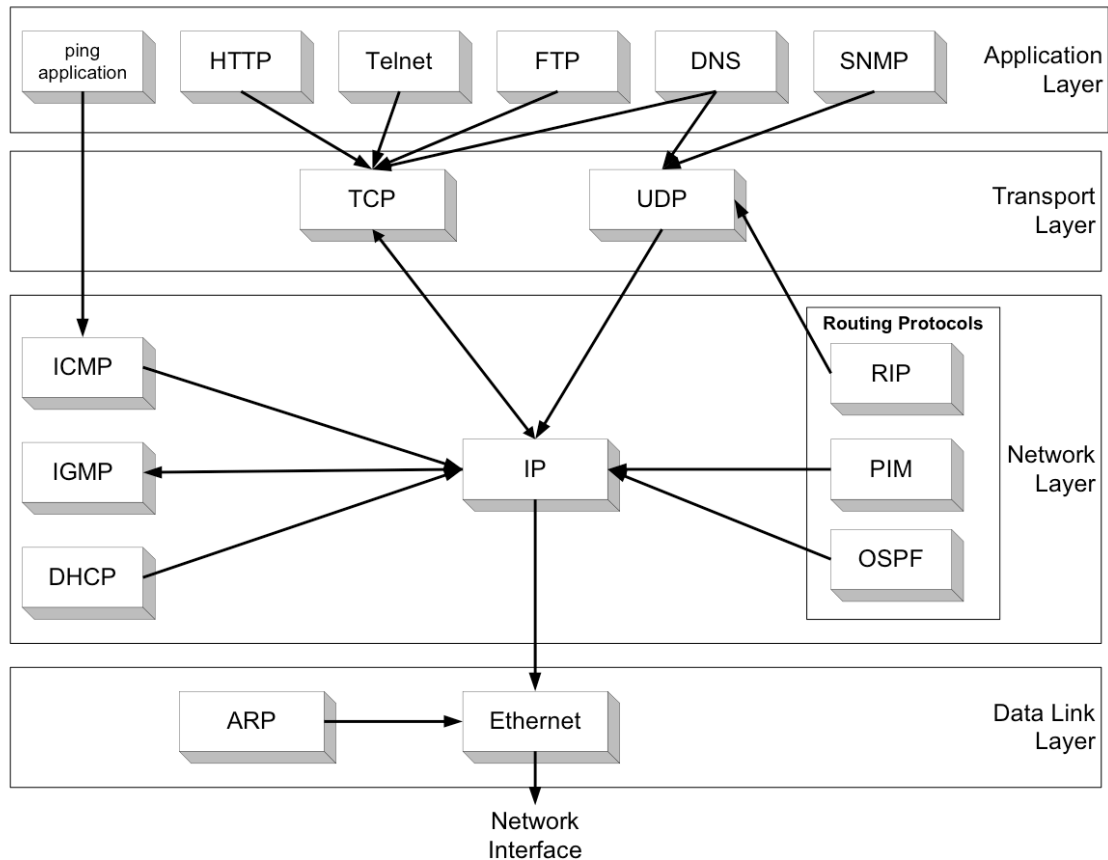 ping
application
HTTP
Telnet
FTP
DNS
SNMP
Application
Layer
TCP
UDP
Transport
Layer
Routing Protocols
ICMP
RIP
IGMP
IP
PIM
Network
Layer
DHCP
OSPF
ARP
Ethernet
Data Link
Layer
Network
Interface